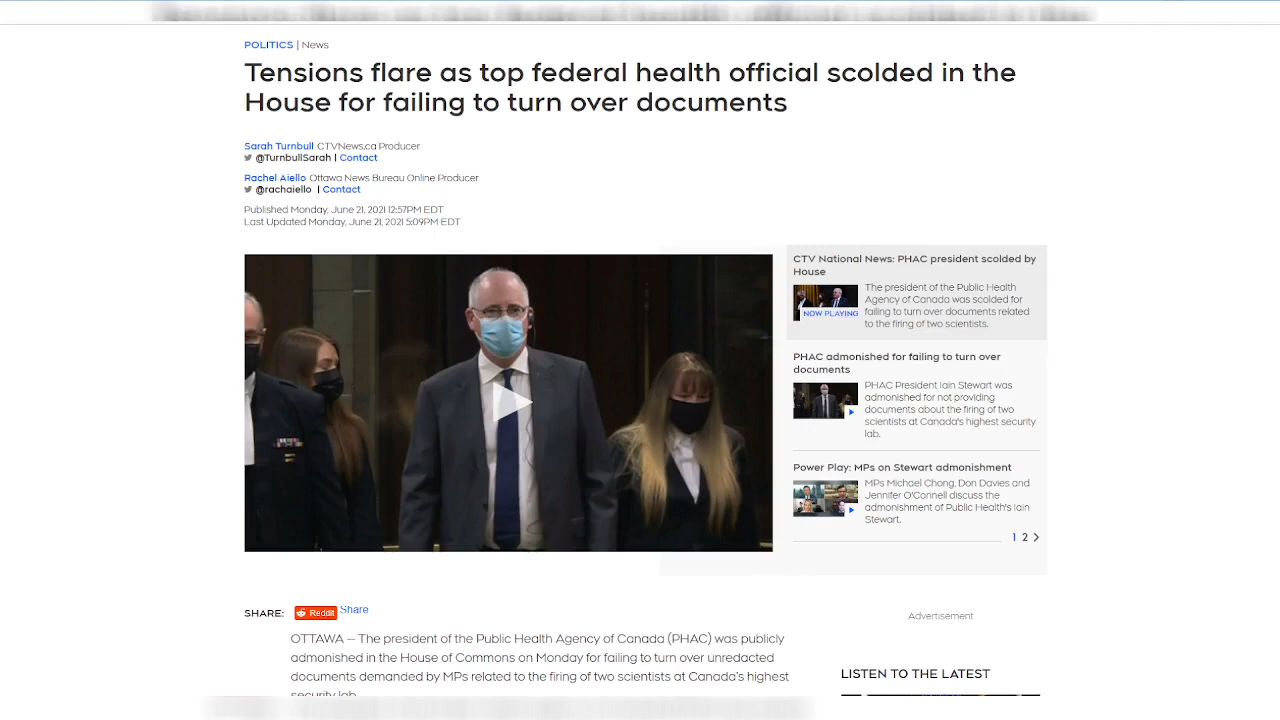 POLITICS | News
Tensions flare as top federal health official scolded in the
House for failing to turn over documents
Sarah Turnbull CTVNews.ca Producer
@TurnbullSarah | Contact
Rachel Aiello Ottawa News Bureau Online Producer
@rachaiello | Contact
Published Monday, June 21, 2021 12:57PM EDT
Last Updated Monday, June 21, 2021 5:09PM EDT
CTV National News: PHAC president scolded by
House
The president of the Public Health
Agency of Canada was scolded for
failing to turn over documents related
to the firing of two scientists.
NOW PLAYING
PHAC admonished for failing to turn over
documents
PHAC President Iain Stewart was
admonished for not providing
documents about the firing of two
scientists at Canada's highest security
lab.
Power Play: MPs on Stewart admonishment
MPs Michael Chong, Don Davies and
Jennifer O'Connell discuss the
admonishment of Public Health's Iain
Stewart.
1 2
SHARE: Reddit Share
OTTAWA -- The president of the Public Health Agency of Canada (PHAC) was publicly
admonished in the House of Commons on Monday for failing to turn over unredacted
documents demanded by MPs related to the firing of two scientists at Canada's highest
security lab
Advertisement
LISTEN TO THE LATEST